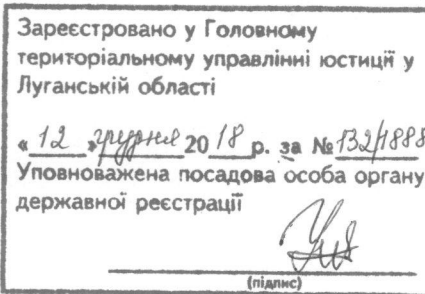 Зареєстровано у Головному
територіальному управлінні юстиції у
Луганській області
«12» грудня 2018 р. за №132/1888
Уповноважена посадова особа органу
державної реєстрації
(підпис)